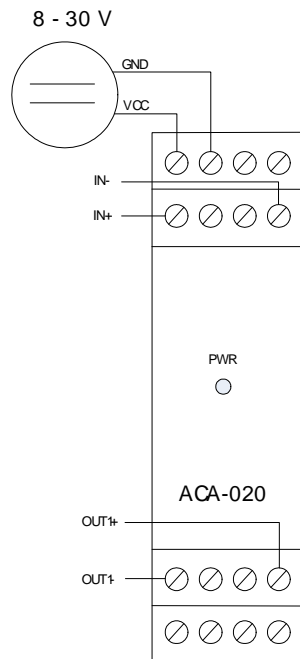 8 - 30 V
GND
VCC
IN-
IN+
PWR
ACA-020
OUT1+
OUT1-